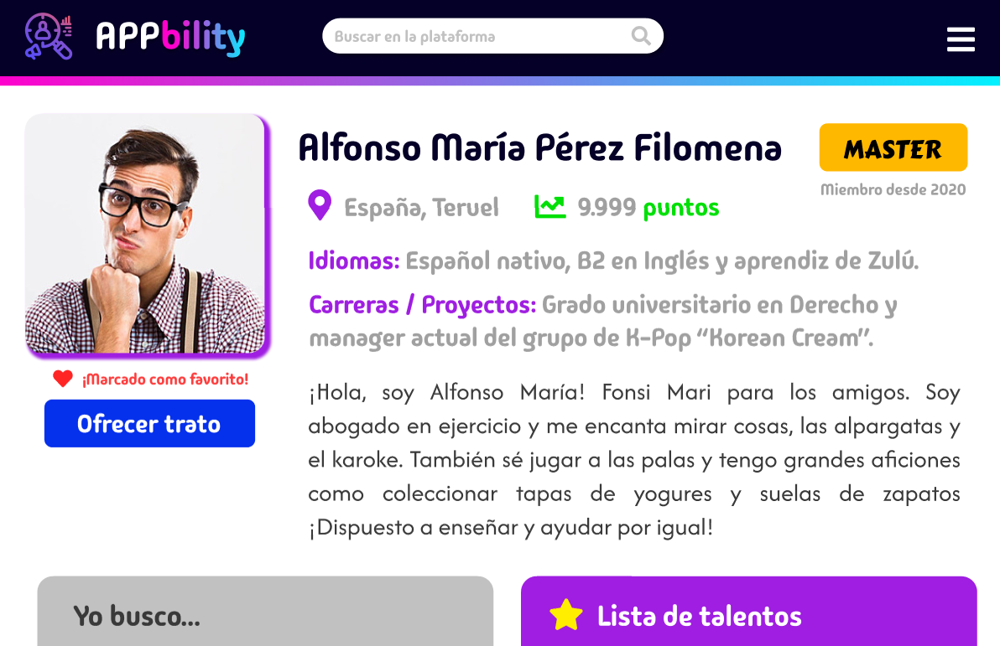 APPbility
Buscar en la plataforma
Alfonso María Pérez Filomena
MASTER
Miembro desde 2020
España, Teruel
9.999 puntos
Idiomas: Español nativo, B2 en Inglés y aprendiz de Zulú.
Carreras / Proyectos: Grado universitario en Derecho y
manager actual del grupo de K-Pop “Korean Cream”.
¡Marcado como favorito!
Ofrecer trato
¡Hola, soy Alfonso María! Fonsi Mari para los amigos. Soy
abogado en ejercicio y me encanta mirar cosas, las alpargatas y
el karoke. También sé jugar a las palas y tengo grandes aficiones
como coleccionar tapas de yogures y suelas de zapatos
¡Dispuesto a enseñar y ayudar por igual!
Yo busco...
Lista de talentos